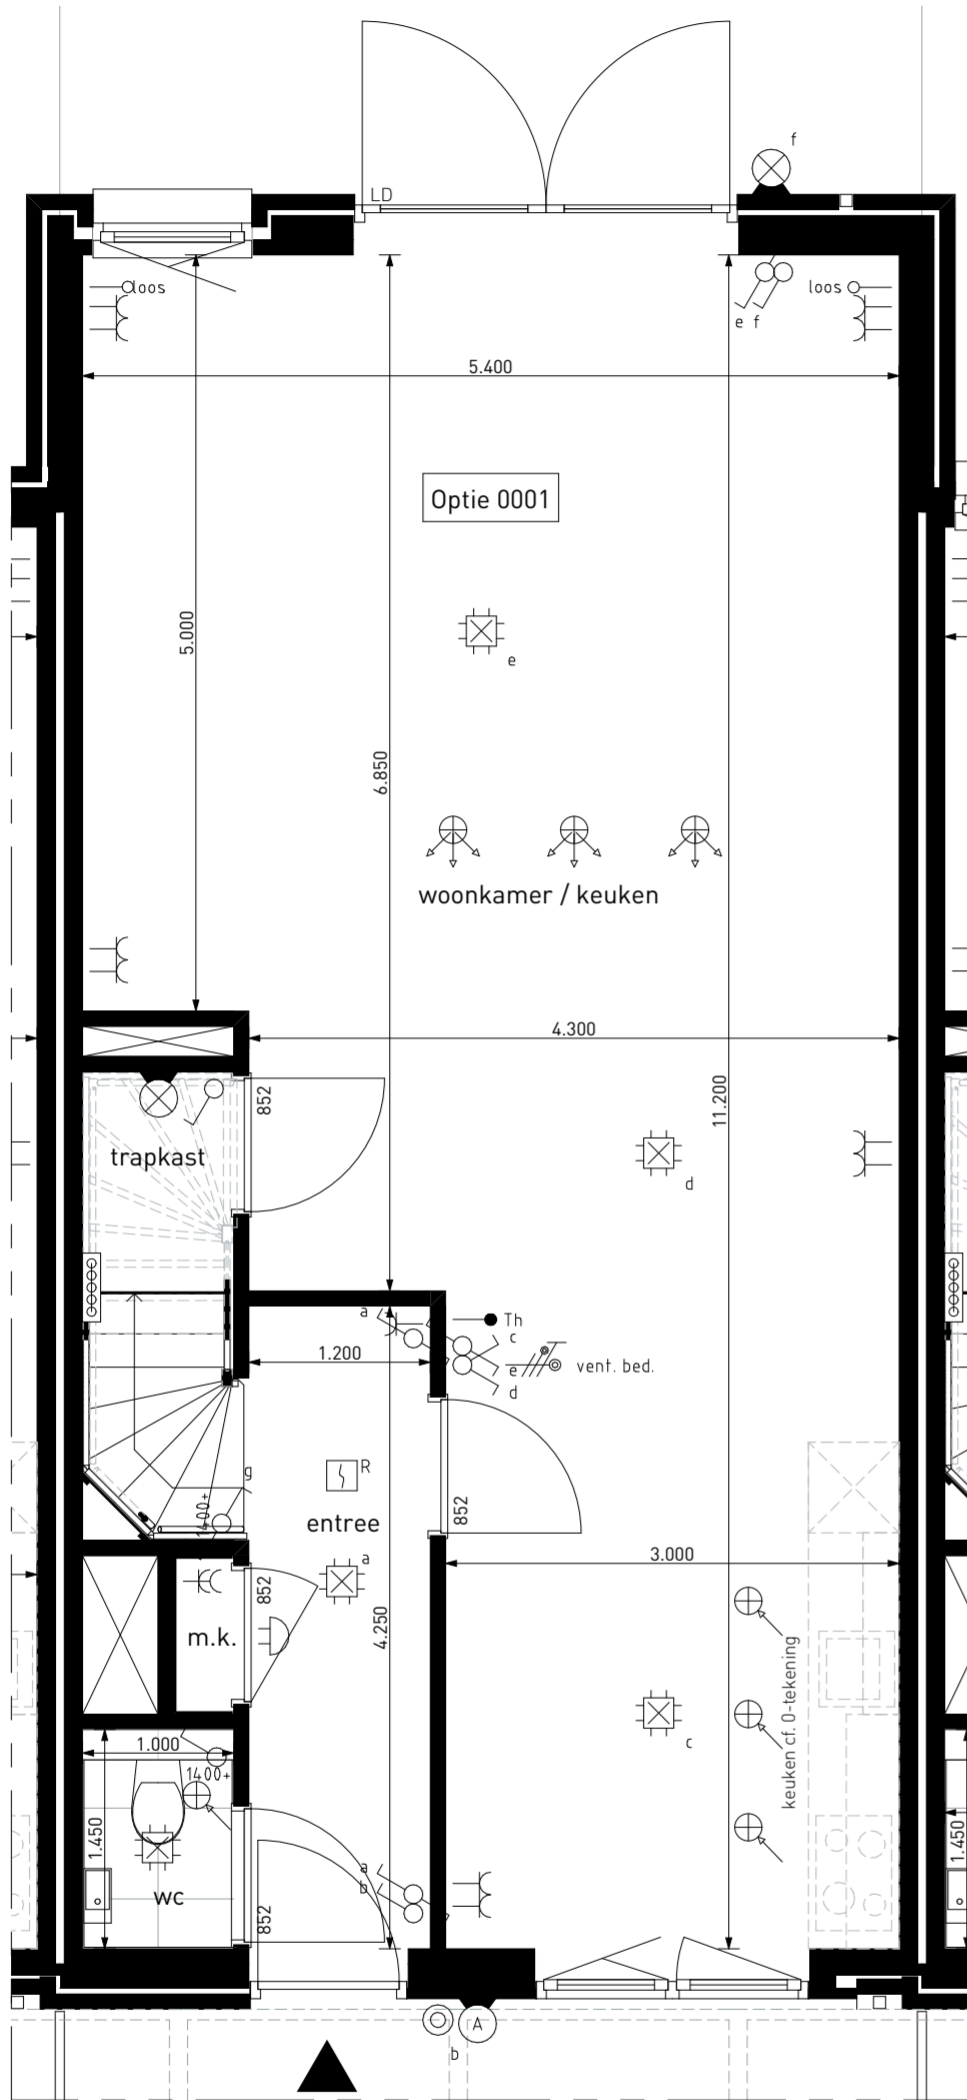 f
LD
loos
loos
e f
5.400
Optie 0001
5.000
e
6.850
woonkamer / keuken
4.300
852
11.200
trapkast
d
a
Th
c
1.200
e
vent. bed.
d
g
R
1400+
852
entree
a
3.000
852
m.k.
4.250
keuken cf. 0-tekening
c
1.000
1400+
1.450
1.450
a
b
wc
852
A
b